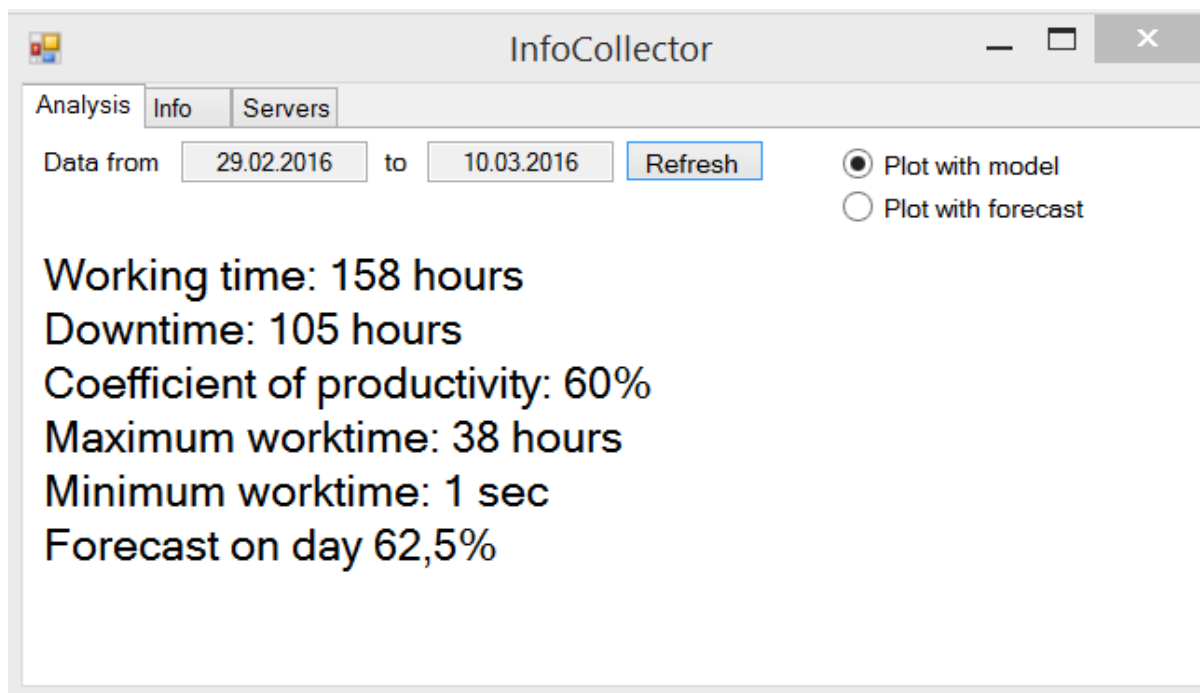 InfoCollector
Analysis Info Servers
Data from 29.02.2016 to 10.03.2016 Refresh
Plot with model
Plot with forecast
Working time: 158 hours
Downtime: 105 hours
Coefficient of productivity: 60%
Maximum worktime: 38 hours
Minimum worktime: 1 sec
Forecast on day 62,5%